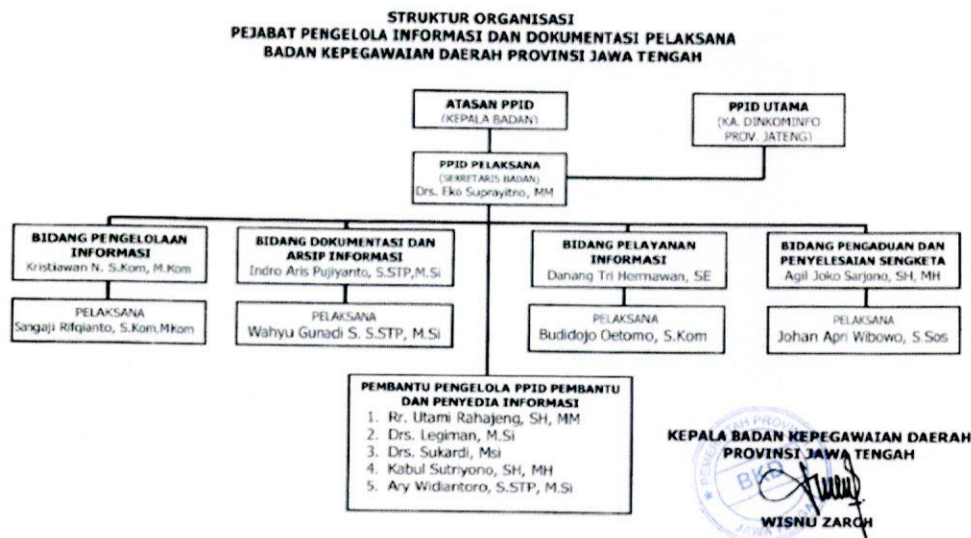 STRUKTUR ORGANISASI
PEJABAT PENGELOLA INFORMASI DAN DOKUMENTASI PELAKSANA
BADAN KEPEGAWAIAN DAERAH PROVINSI JAWA TENGAH
ATASAN PPID
(KEPALA BADAN)
PPID UTAMA
(KA. DINKOMINFO
PROV. JATENG)
PPID PELAKSANA
(SEKRETARIS BADAN)
Drs. Eko Suprayitno, MM
BIDANG PENGELOLAAN
INFORMASI
Kristiawan N. S.Kom, M.Kom
BIDANG DOKUMENTASI DAN
ARSIP INFORMASI
Indro Aris Pujiyanto, S.STP,M.Si
BIDANG PELAYANAN
INFORMASI
Danang Tri Hermawan, SE
BIDANG PENGADUAN DAN
PENYELESAIAN SENGKETA
Agil Joko Sarjono, SH, MH
PELAKSANA
Sangaji Rifqianto, S.Kom,Mkom
PELAKSANA
Wahyu Gunadi S. S.STP, M.Si
PELAKSANA
Budidojo Oetomo, S.Kom
PELAKSANA
Johan Apri Wibowo, S.Sos
PEMBANTU PENGELOLA PPID PEMBANTU
DAN PENYEDIA INFORMASI
1. Rr. Utami Rahajeng, SH, MM
2. Drs. Legiman, M.Si
3. Drs. Sukardi, Msi
4. Kabul Sutriyono, SH, MH
5. Ary Widiantoro, S.STP, M.Si
KEPALA BADAN KEPEGAWAIAN DAERAH
PROVINSI JAWA TENGAH
PEMERINTAH PROVINSI
BKD
JAWA TENGAH
WISNU ZAROH